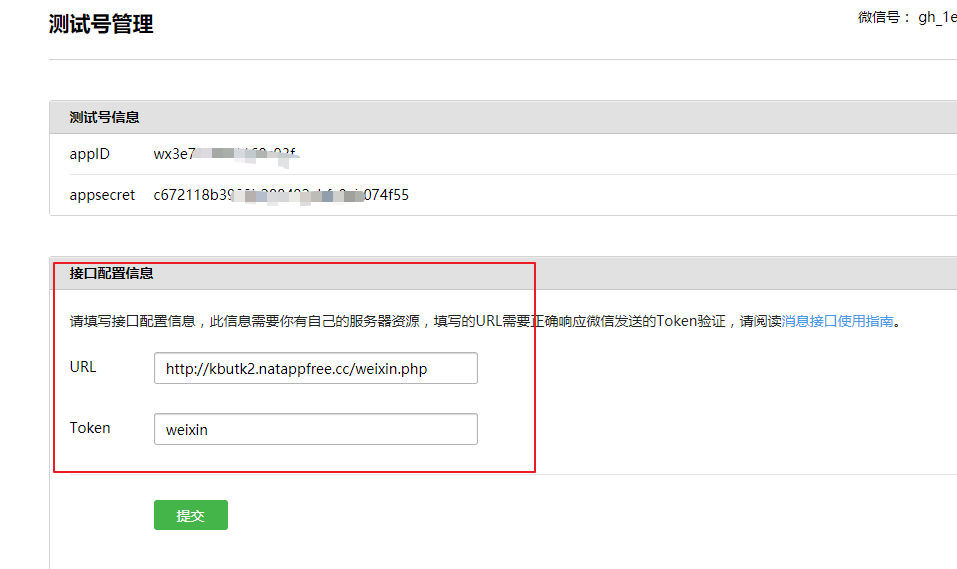 测试号管理
微信号： gh_1e
测试号信息
appID wx3e7
appsecret c672118b39 074f55
接口配置信息
请填写接口配置信息，此信息需要你有自己的服务器资源，填写的URL需要正确响应微信发送的Token验证，请阅读消息接口使用指南。
URL http://kbutk2.natappfree.cc/weixin.php
Token weixin
提交